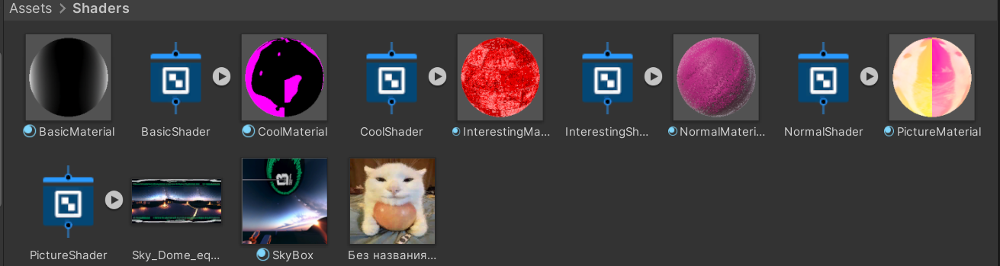 Assets > Shaders
BasicMaterial
BasicShader
CoolMaterial
CoolShader
InterestingMa...
InterestingSh...
NormalMateri...
NormalShader
PictureMaterial
PictureShader
Sky_Dome_eq...
SkyBox
Без названия...